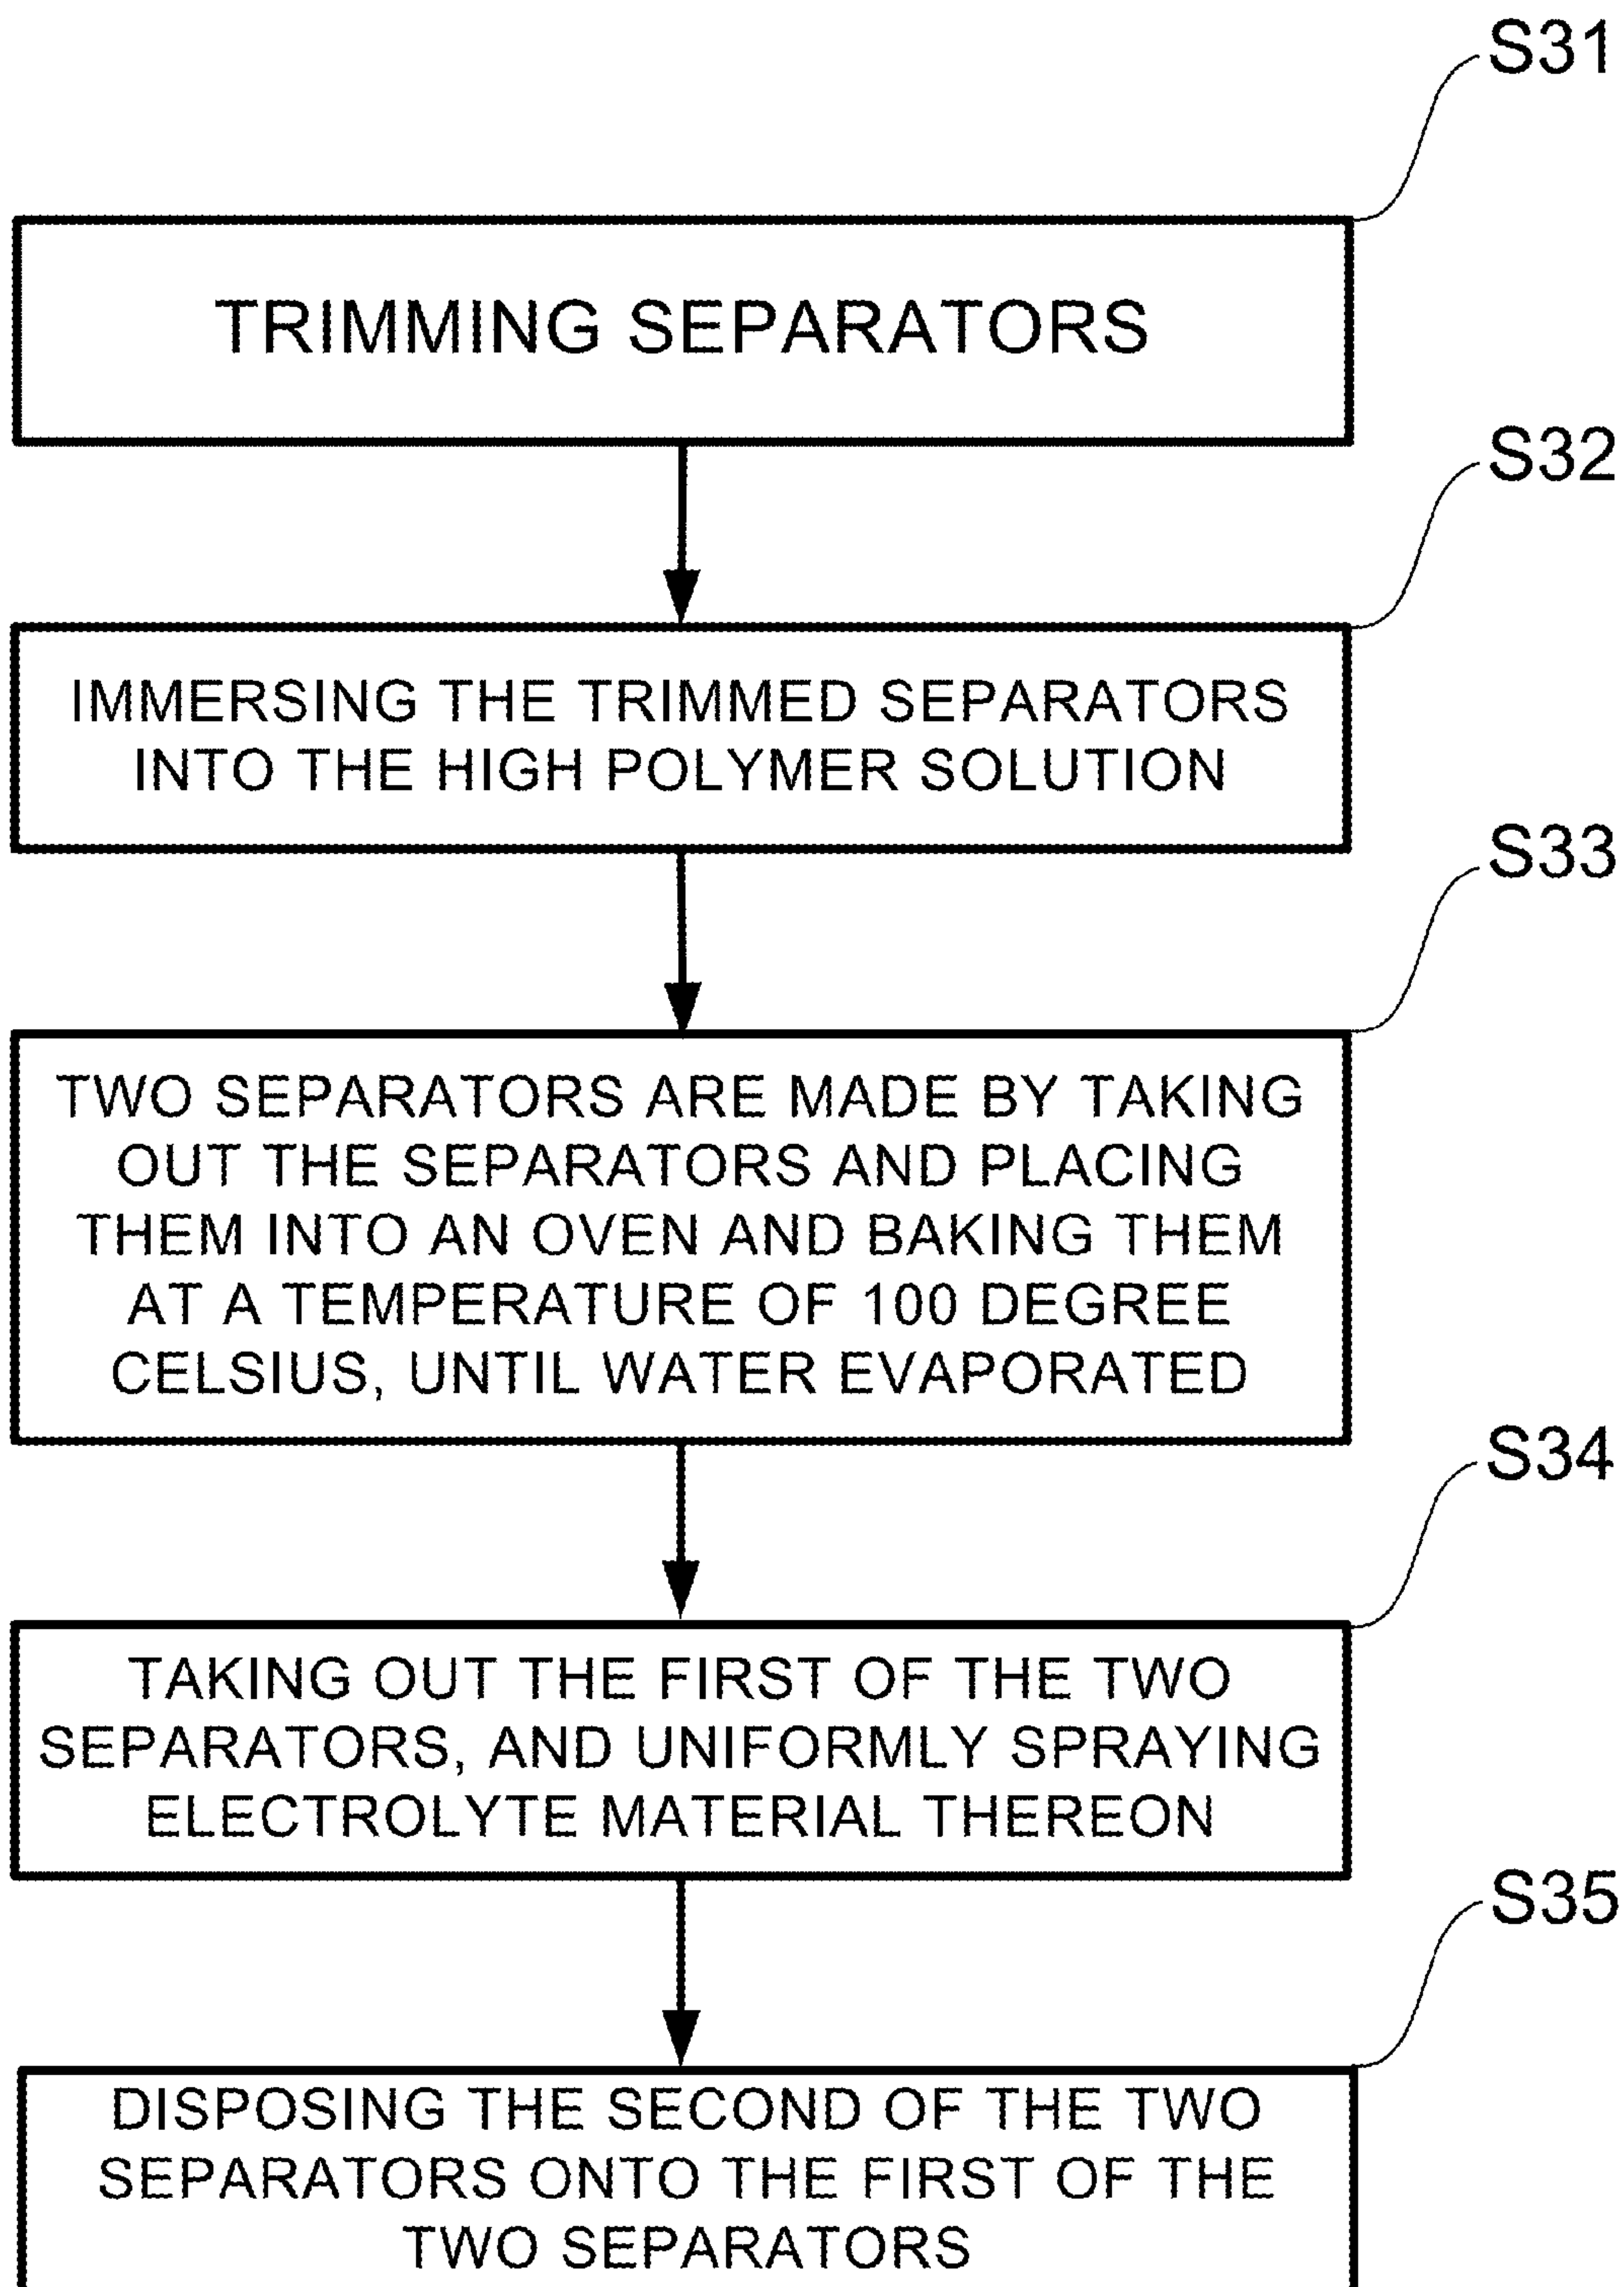 S31
TRIMMING SEPARATORS
S32
IMMERSING THE TRIMMED SEPARATORS
INTO THE HIGH POLYMER SOLUTION
S33
TWO SEPARATORS ARE MADE BY TAKING
OUT THE SEPARATORS AND PLACING
THEM INTO AN OVEN AND BAKING THEM
AT A TEMPERATURE OF 100 DEGREE
CELSIUS, UNTIL WATER EVAPORATED
S34
TAKING OUT THE FIRST OF THE TWO
SEPARATORS, AND UNIFORMLY SPRAYING
ELECTROLYTE MATERIAL THEREON
S35
DISPOSING THE SECOND OF THE TWO
SEPARATORS ONTO THE FIRST OF THE
TWO SEPARATORS